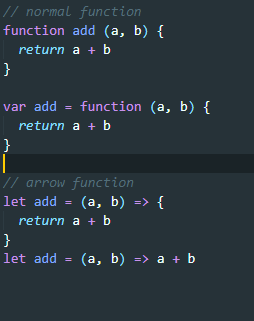 // normal function
function add (a, b) {
  return a + b
}

var add = function (a, b) {
  return a + b
}

// arrow function
let add = (a, b) => {
  return a + b
}
let add = (a, b) => a + b